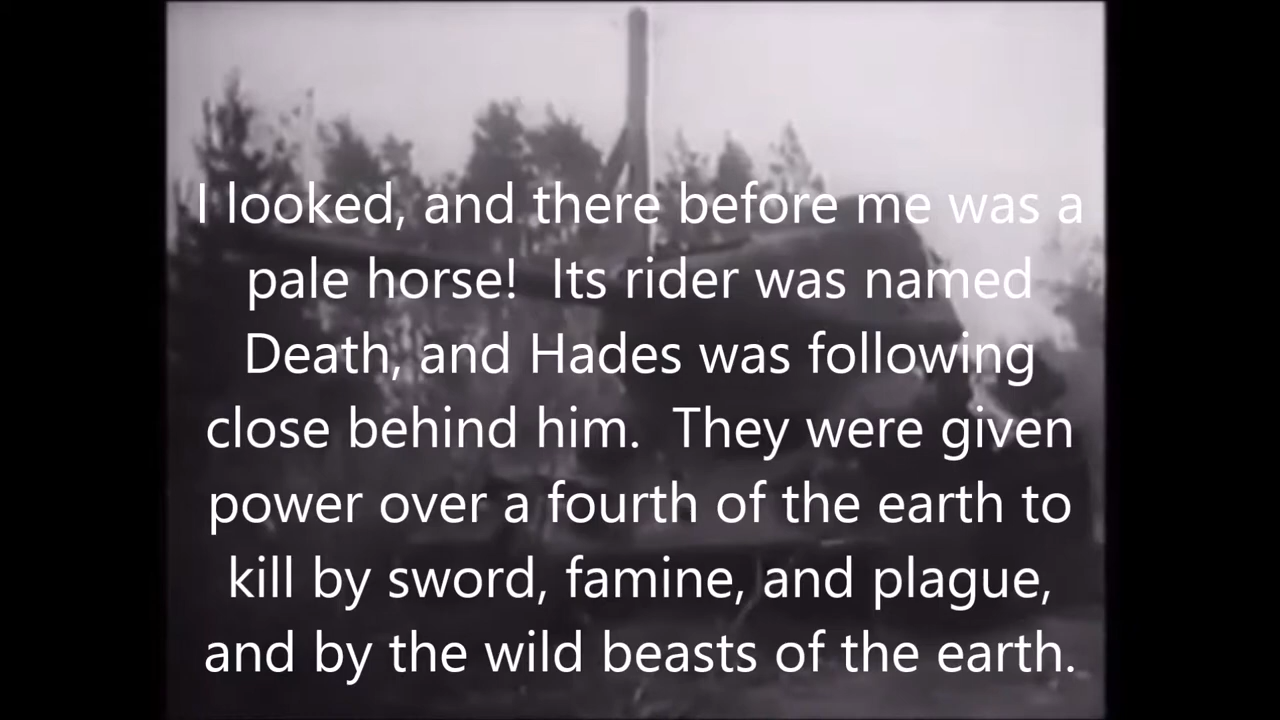 I looked, and there before me was a
pale horse!  Its rider was named
Death, and Hades was following
close behind him.  They were given
power over a fourth of the earth to
kill by sword, famine, and plague,
and by the wild beasts of the earth.